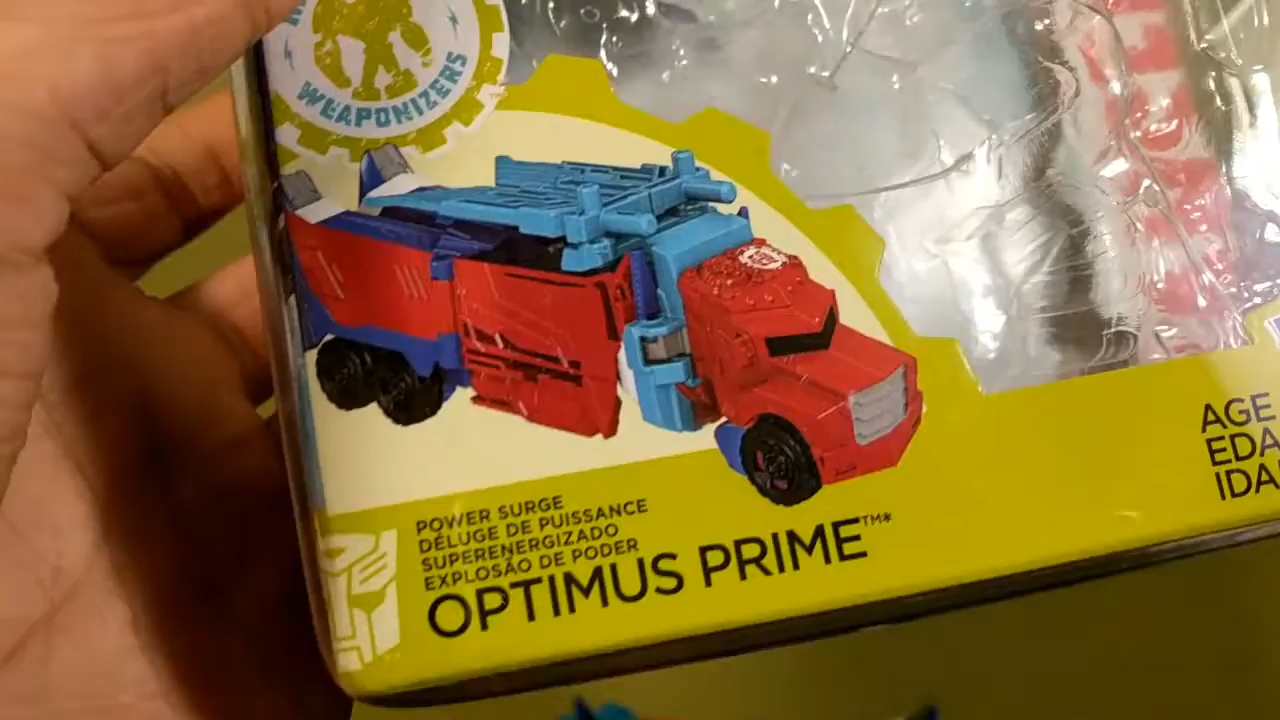 WEAPONIZERS
POWER SURGE
DÉLUGE DE PUISSANCE
SUPERENERGIZADO
EXPLOSÃO DE PODER
OPTIMUS PRIME™*
AGE
EDA
IDA